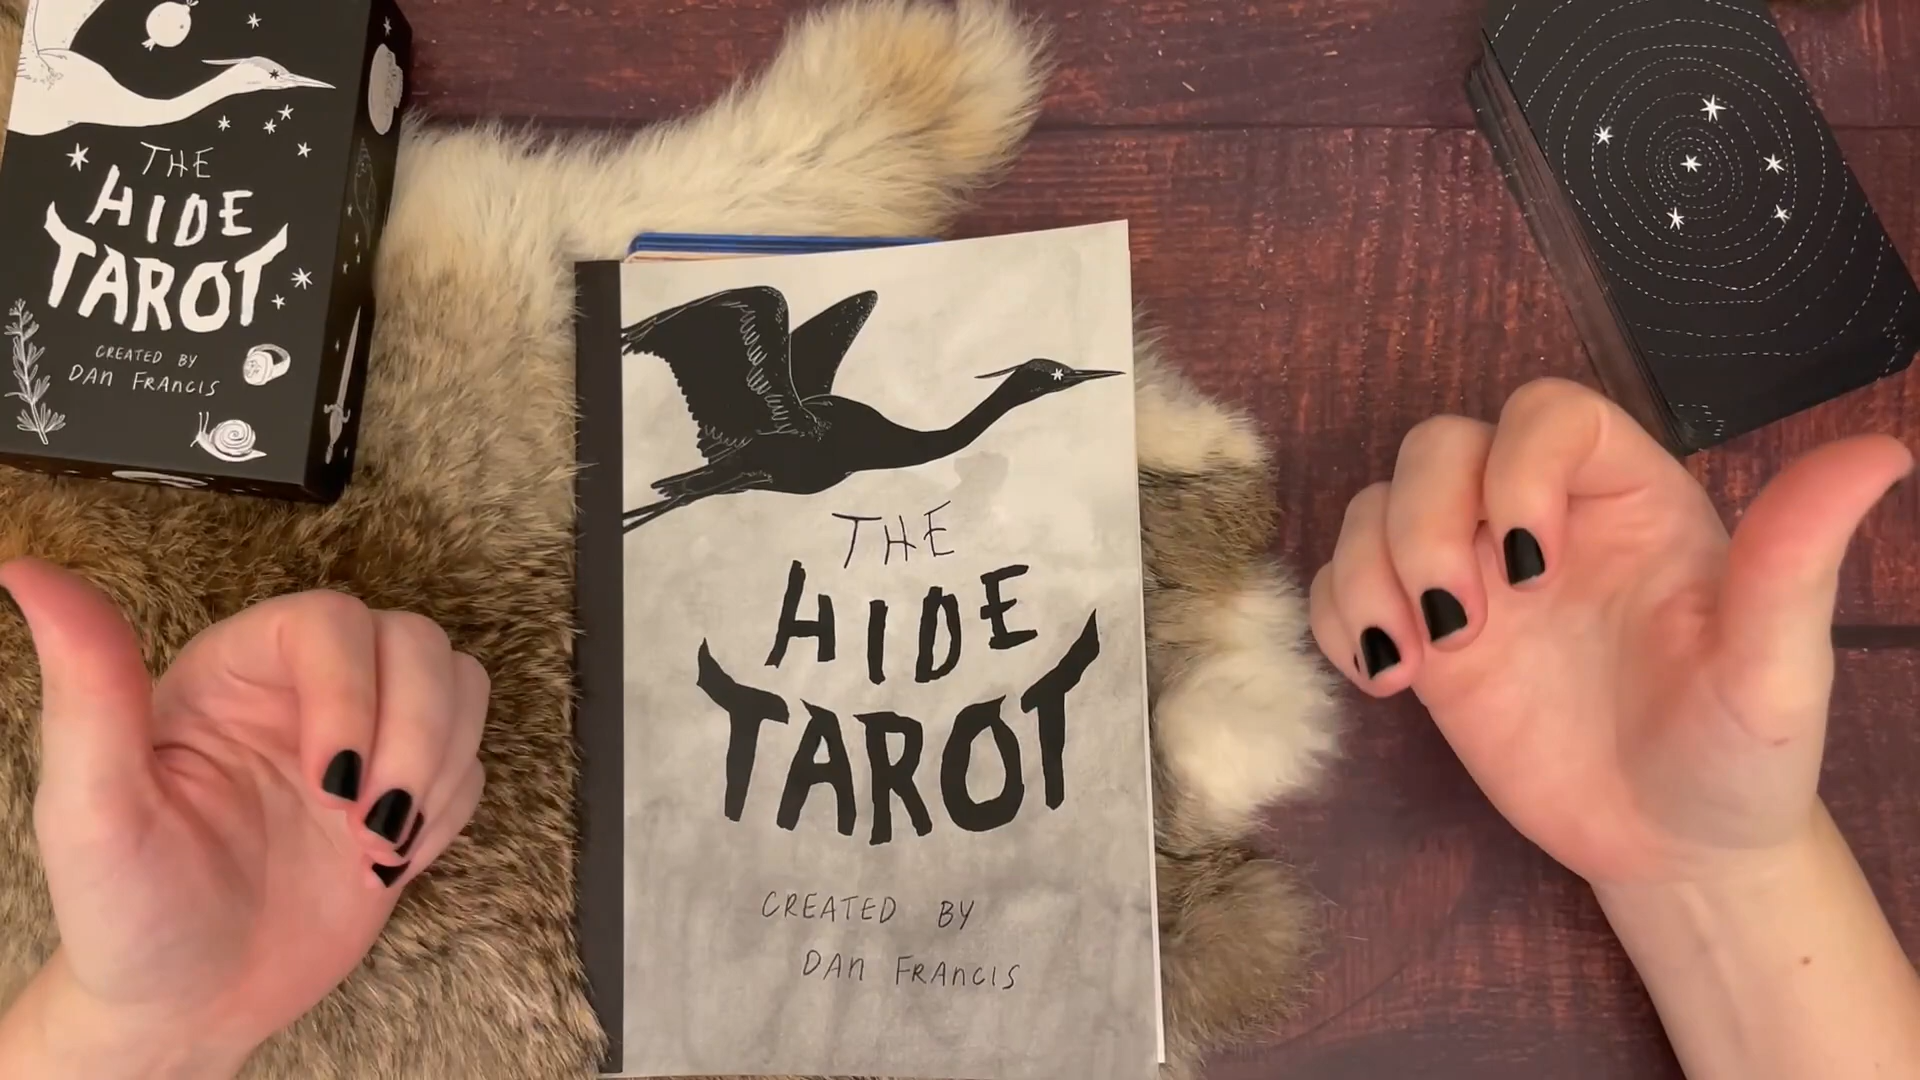 THE
HIDE
TAROT
CREATED BY
DAN FRANCIS
THE
HIDE
TAROT
CREATED BY
DAN FRANCIS